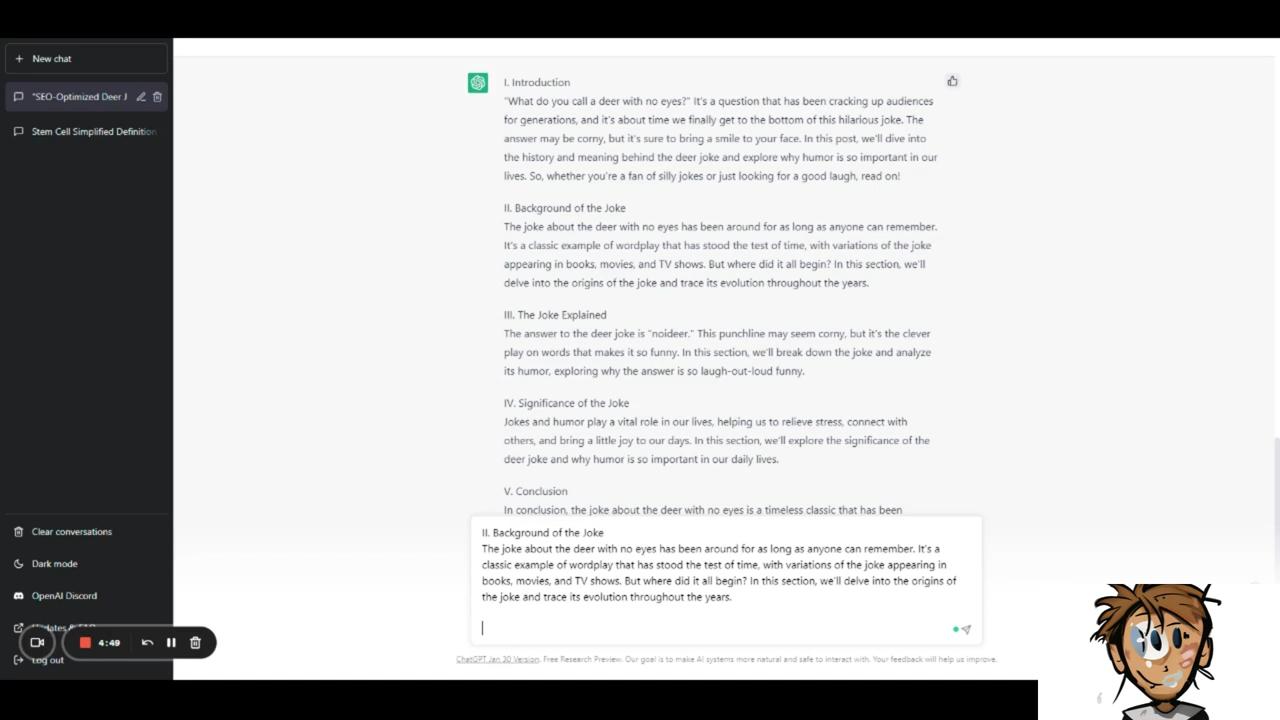 New chat
"SEO-Optimized Deer J
Stem Cell Simplified Definition
I. Introduction
"What do you call a deer with no eyes?" It's a question that has been cracking up audiences
for generations, and it's about time we finally get to the bottom of this hilarious joke. The
answer may be corny, but it's sure to bring a smile to your face. In this post, we'll dive into
the history and meaning behind the deer joke and explore why humor is so important in our
lives. So, whether you're a fan of silly jokes or just looking for a good laugh, read on!
II. Background of the Joke
The joke about the deer with no eyes has been around for as long as anyone can remember.
It's a classic example of wordplay that has stood the test of time, with variations of the joke
appearing in books, movies, and TV shows. But where did it all begin? In this section, we'll
delve into the origins of the joke and trace its evolution throughout the years.
III. The Joke Explained
The answer to the deer joke is "noideer." This punchline may seem corny, but it's the clever
play on words that makes it so funny. In this section, we'll break down the joke and analyze
its humor, exploring why the answer is so laugh-out-loud funny.
IV. Significance of the Joke
Jokes and humor play a vital role in our lives, helping us to relieve stress, connect with
others, and bring a little joy to our days. In this section, we'll explore the significance of the
deer joke and why humor is so important in our daily lives.
V. Conclusion
In conclusion, the joke about the deer with no eyes is a timeless classic that has been
II. Background of the Joke
The joke about the deer with no eyes has been around for as long as anyone can remember. It's a
classic example of wordplay that has stood the test of time, with variations of the joke appearing in
books, movies, and TV shows. But where did it all begin? In this section, we'll delve into the origins of
the joke and trace its evolution throughout the years.
Clear conversations
Dark mode
OpenAI Discord
4:49
Log out
ChatGPT Jan 30 Version. Free Research Preview. Our goal is to make AI systems more natural and safe to interact with. Your feedback will help us improve.